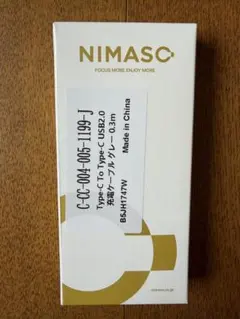 NIMASO
FOCUS MORE ENJOY MORE
C-CC-004-005-1199-J
Type-C To Type-C USB2.0
充電ケーブル グレー 0.3m
B5JH1747W
Made in China